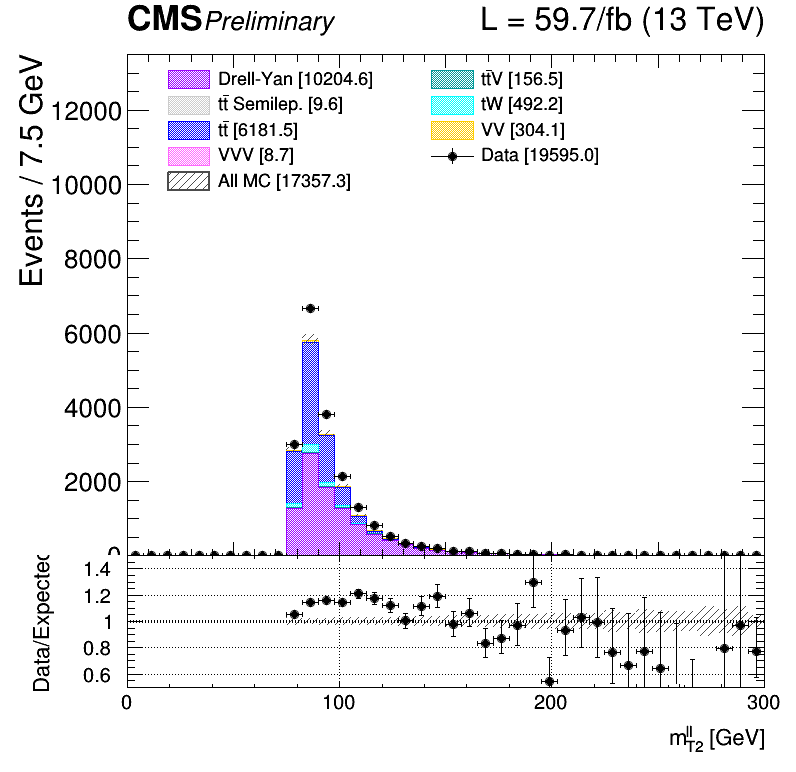 CMS Preliminary L = 59.7/fb (13 TeV)
Events / 7.5 GeV
12000
10000
8000
6000
4000
2000
0
Drell-Yan [10204.6]
tt̄ Semilep. [9.6]
tt̄ [6181.5]
VVV [8.7]
All MC [17357.3]
tt̄V [156.5]
tW [492.2]
VV [304.1]
Data [19595.0]
Data/Expected
1.4
1.2
1
0.8
0.6
0 100 200 300
m_{T2}^{ll} [GeV]